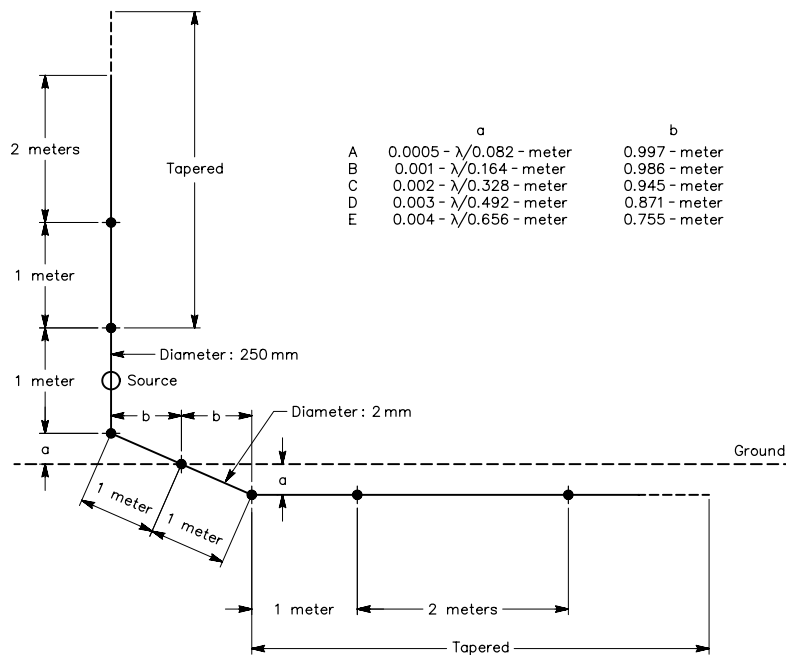 a b
A 0.0005 - λ/0.082 - meter 0.997 - meter
B 0.001 - λ/0.164 - meter 0.986 - meter
C 0.002 - λ/0.328 - meter 0.945 - meter
D 0.003 - λ/0.492 - meter 0.871 - meter
E 0.004 - λ/0.656 - meter 0.755 - meter
2 meters
Tapered
1 meter
Diameter: 250 mm
1 meter
Source
b b
Diameter: 2 mm
a
Ground
a
1 meter
1 meter
1 meter
2 meters
Tapered